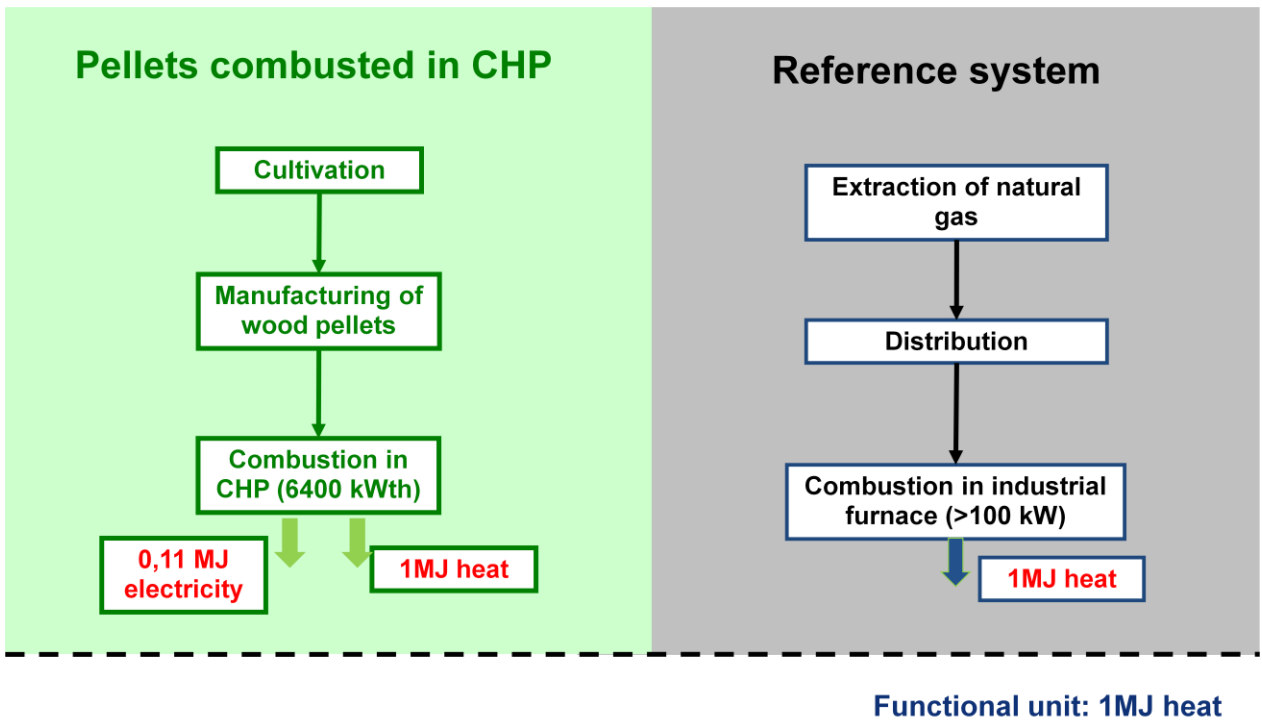 Pellets combusted in CHP
Cultivation
Manufacturing of
wood pellets
Combustion in
CHP (6400 kWth)
0,11 MJ
electricity
1MJ heat
Reference system
Extraction of natural
gas
Distribution
Combustion in industrial
furnace (>100 kW)
1MJ heat
Functional unit: 1MJ heat